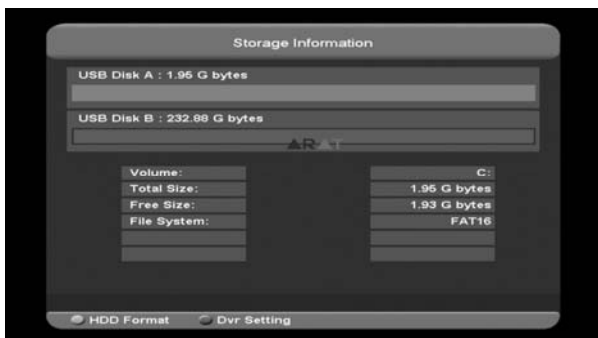 Storage Information
USB Disk A : 1.95 G bytes
USB Disk B : 232.88 G bytes
ARAT
Volume: C:
Total Size: 1.95 G bytes
Free Size: 1.93 G bytes
File System: FAT16
HDD Format Dvr Setting